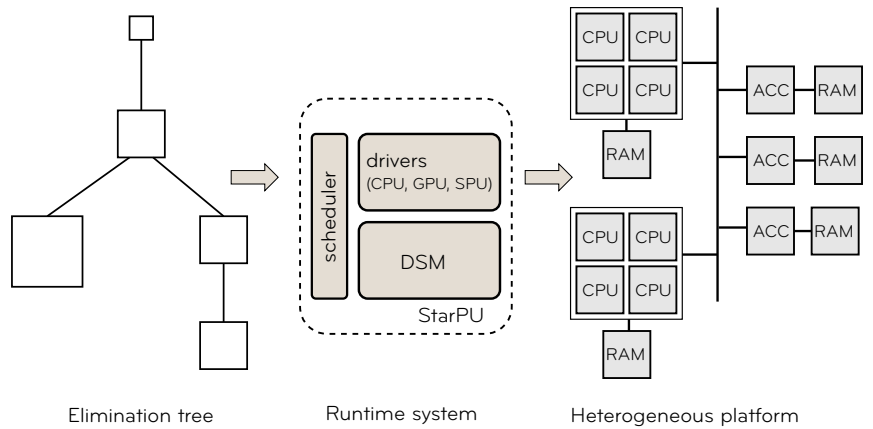 scheduler
drivers
(CPU, GPU, SPU)
DSM
StarPU
CPU CPU
CPU CPU
RAM
CPU CPU
CPU CPU
RAM
ACC RAM
ACC RAM
ACC RAM
Elimination tree
Runtime system
Heterogeneous platform